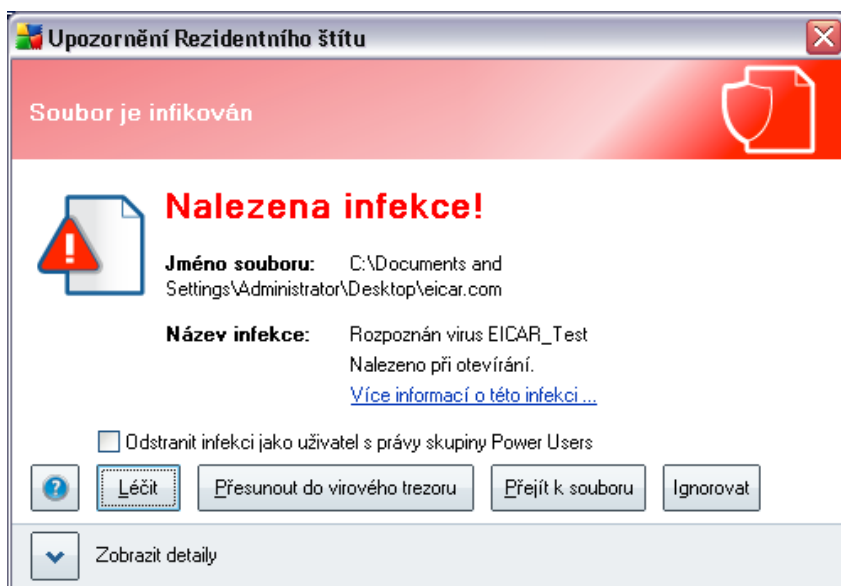 Upozornění Rezidentního štítu
Soubor je infikován
Nalezena infekce!
Jméno souboru: C:\Documents and
Settings\Administrator\Desktop\eicar.com
Název infekce: Rozpoznán virus EICAR_Test
Nalezeno při otevírání.
Více informací o této infekci ...
Odstranit infekci jako uživatel s právy skupiny Power Users
Léčit Přesunout do virového trezoru Přejít k souboru Ignorovat
Zobrazit detaily